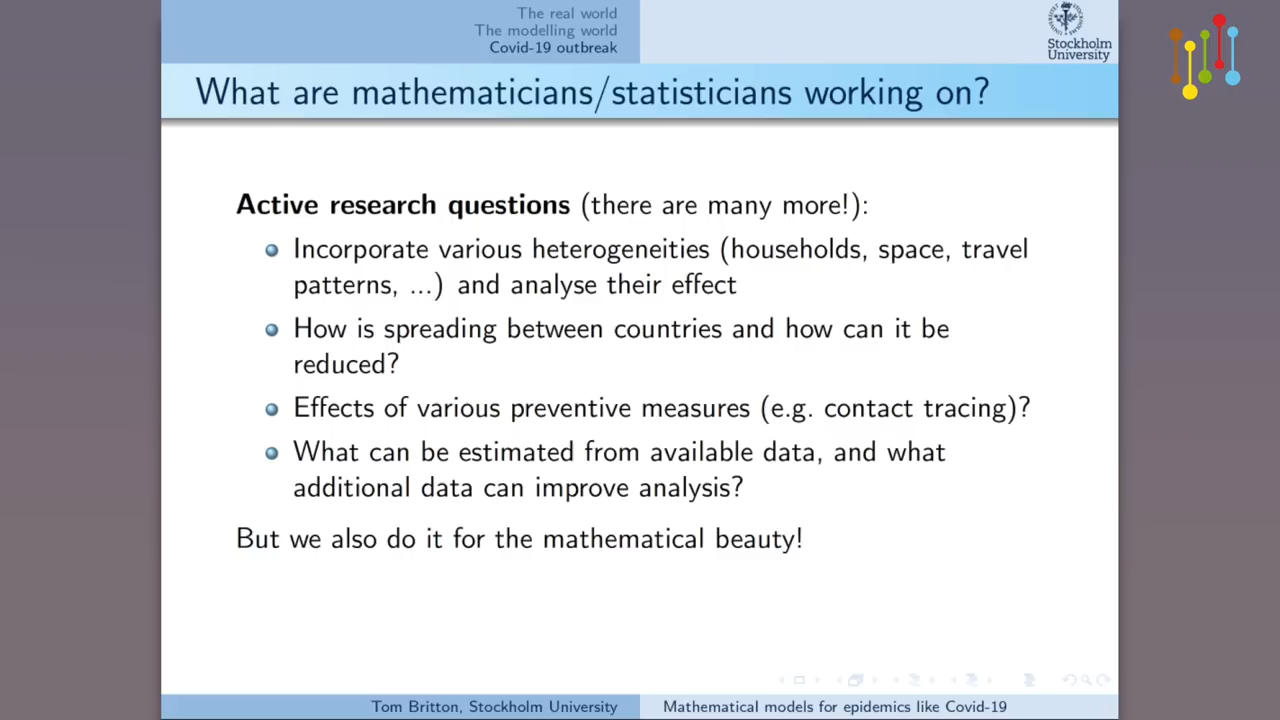 The real world
The modelling world
Covid-19 outbreak
Stockholm
University
What are mathematicians/statisticians working on?
Active research questions (there are many more!):
Incorporate various heterogeneities (households, space, travel
patterns, ...) and analyse their effect
How is spreading between countries and how can it be
reduced?
Effects of various preventive measures (e.g. contact tracing)?
What can be estimated from available data, and what
additional data can improve analysis?
But we also do it for the mathematical beauty!
Tom Britton, Stockholm University
Mathematical models for epidemics like Covid-19